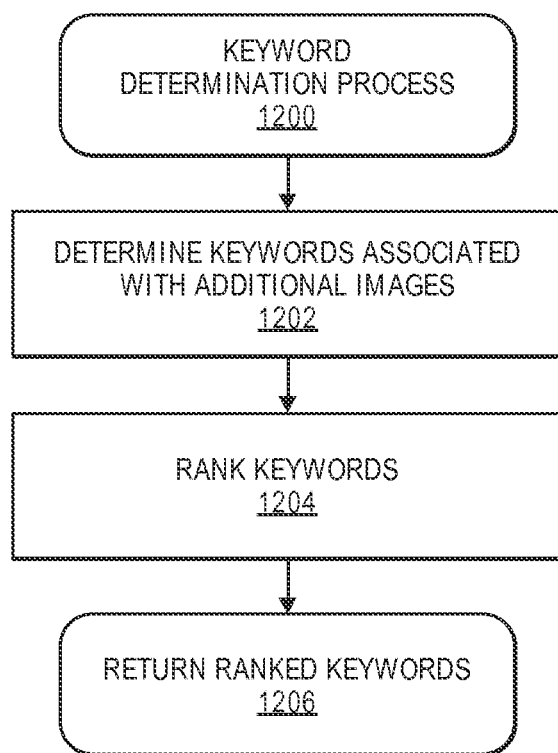 KEYWORD
DETERMINATION PROCESS
1200
DETERMINE KEYWORDS ASSOCIATED
WITH ADDITIONAL IMAGES
1202
RANK KEYWORDS
1204
RETURN RANKED KEYWORDS
1206